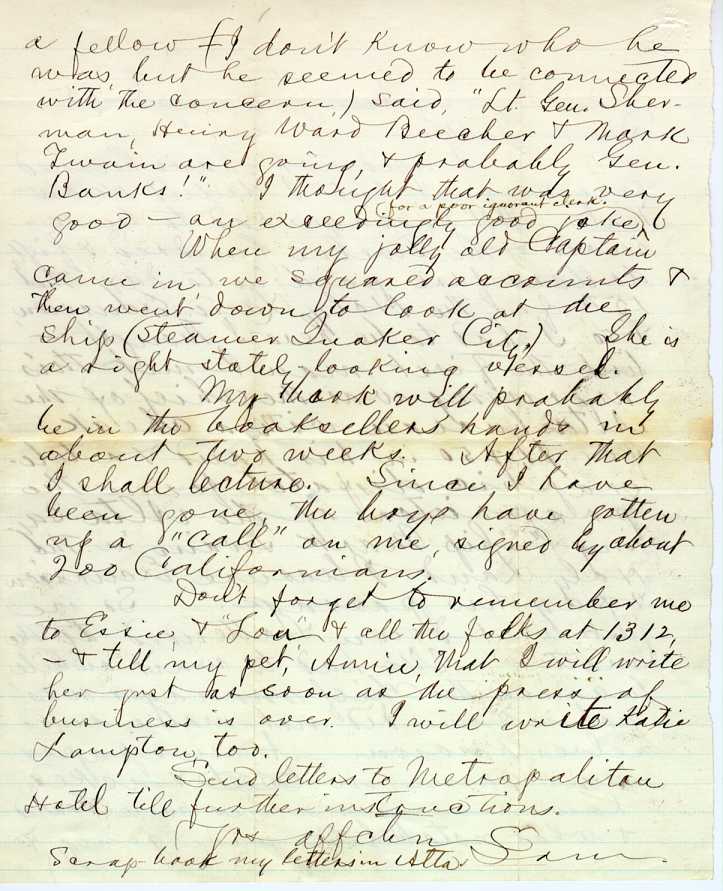 a fellow (I don't know who he
was, but he seemed to be connected
with the concern,) said, "Lt. Gen. Sher-
man, Henry Ward Beecher & Mark
Twain are going, & probably Gen.
Banks!" I thought that was very
(for a poor ignorant clerk.
good — an exceedingly good joke)
When my jolly old Captain
came in, we squared accounts &
then went down to look at the
ship (steamer Quaker City.) She is
a right stately looking vessel.
My book will probably
be in the booksellers hands in
about two weeks. After that
I shall lecture. Since I have
been gone, the boys have gotten
up a "call" on me, signed by about
200 Californians.
Don't forget to remember me
to Essie & "Lou" & all the folks at 1312,
— & tell my pet, Annie, that I will write
her just as soon as the press of
business is over. I will write Katie
Lampton, too.
Send letters to Metropolitan
Hotel till further instructions.
Yrs affctn
Scrap-book my letters in Alta. Sam.